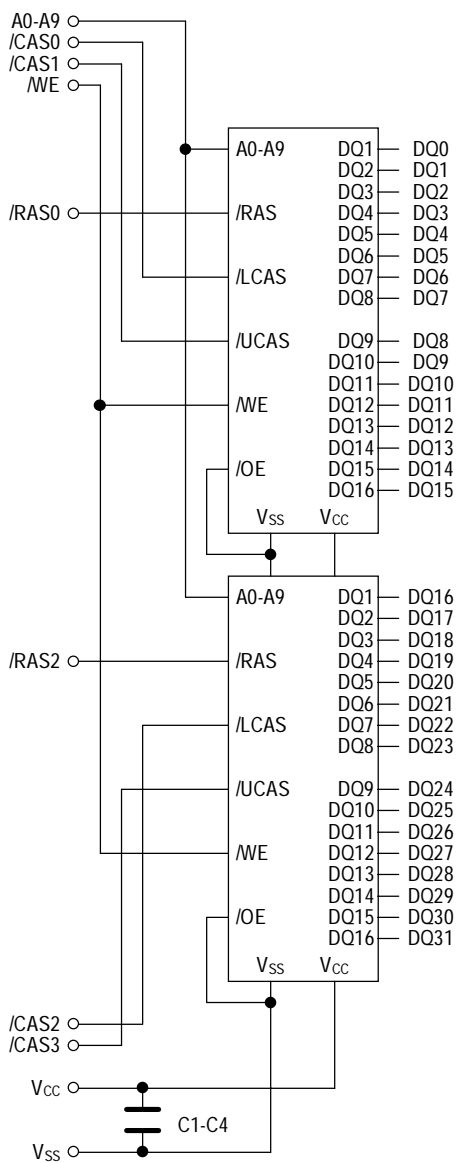 A0-A9
/CAS0
/CAS1
/WE
A0-A9 DQ1 DQ0
DQ2 DQ1
DQ3 DQ2
/RAS0 /RAS DQ4 DQ3
DQ5 DQ4
DQ6 DQ5
/LCAS DQ7 DQ6
DQ8 DQ7
/UCAS DQ9 DQ8
DQ10 DQ9
DQ11 DQ10
/WE DQ12 DQ11
DQ13 DQ12
DQ14 DQ13
/OE DQ15 DQ14
DQ16 DQ15
VSS VCC
A0-A9 DQ1 DQ16
DQ2 DQ17
DQ3 DQ18
/RAS2 /RAS DQ4 DQ19
DQ5 DQ20
DQ6 DQ21
/LCAS DQ7 DQ22
DQ8 DQ23
/UCAS DQ9 DQ24
DQ10 DQ25
DQ11 DQ26
/WE DQ12 DQ27
DQ13 DQ28
DQ14 DQ29
/OE DQ15 DQ30
DQ16 DQ31
VSS VCC
/CAS2
/CAS3
VCC
C1-C4
VSS